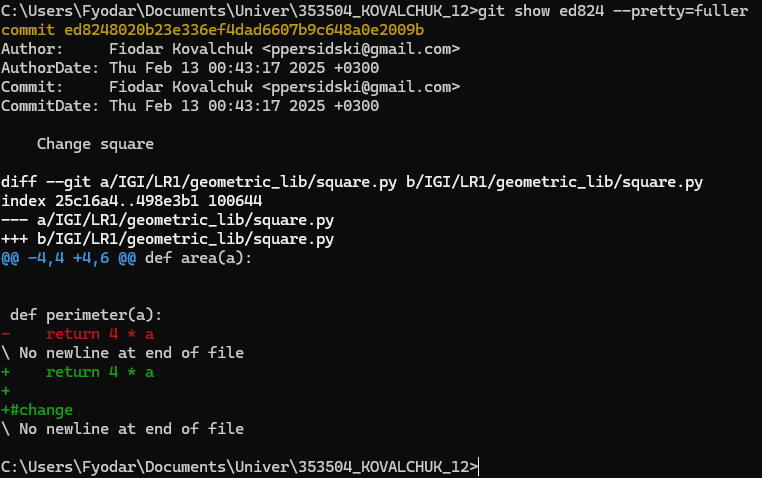 C:\Users\Fyodar\Documents\Univer\353504_KOVALCHUK_12>git show ed824 --pretty=fuller
commit ed8248020b23e336ef4dad6607b9c648a0e2009b
Author:     Fiodar Kovalchuk <ppersidski@gmail.com>
AuthorDate: Thu Feb 13 00:43:17 2025 +0300
Commit:     Fiodar Kovalchuk <ppersidski@gmail.com>
CommitDate: Thu Feb 13 00:43:17 2025 +0300
    Change square
diff --git a/IGI/LR1/geometric_lib/square.py b/IGI/LR1/geometric_lib/square.py
index 25c16a4..498e3b1 100644
--- a/IGI/LR1/geometric_lib/square.py
+++ b/IGI/LR1/geometric_lib/square.py
@@ -4,4 +4,6 @@ def area(a):
 def perimeter(a):
-    return 4 * a
\ No newline at end of file
+    return 4 * a
+
+#change
\ No newline at end of file
C:\Users\Fyodar\Documents\Univer\353504_KOVALCHUK_12>